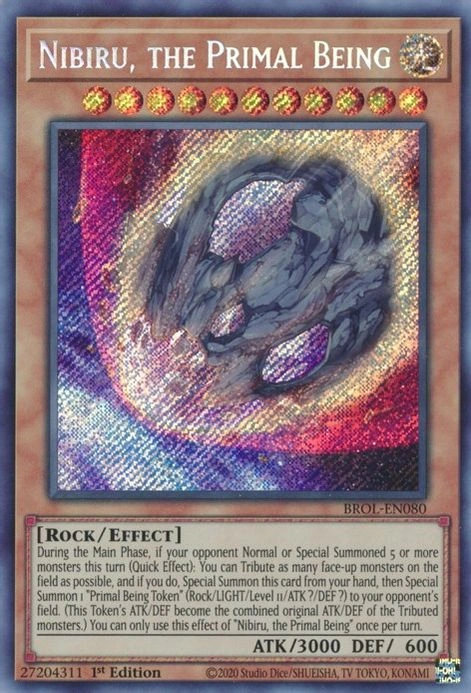 NIBIRU, THE PRIMAL BEING
BROL-EN080
[ROCK/EFFECT]
During the Main Phase, if your opponent Normal or Special Summoned 5 or more
monsters this turn (Quick Effect): You can Tribute as many face-up monsters on the
field as possible, and if you do, Special Summon this card from your hand, then Special
Summon 1 "Primal Being Token" (Rock/LIGHT/Level 11/ATK ?/DEF ?) to your opponent's
field. (This Token's ATK/DEF become the combined original ATK/DEF of the Tributed
monsters.) You can only use this effect of "Nibiru, the Primal Being" once per turn.
ATK/3000 DEF/ 600
27204311 1st Edition ©2020 Studio Dice/SHUEISHA, TV TOKYO, KONAMI